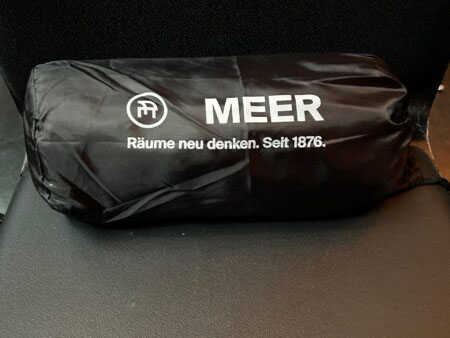 MEER
Räume neu denken. Seit 1876.